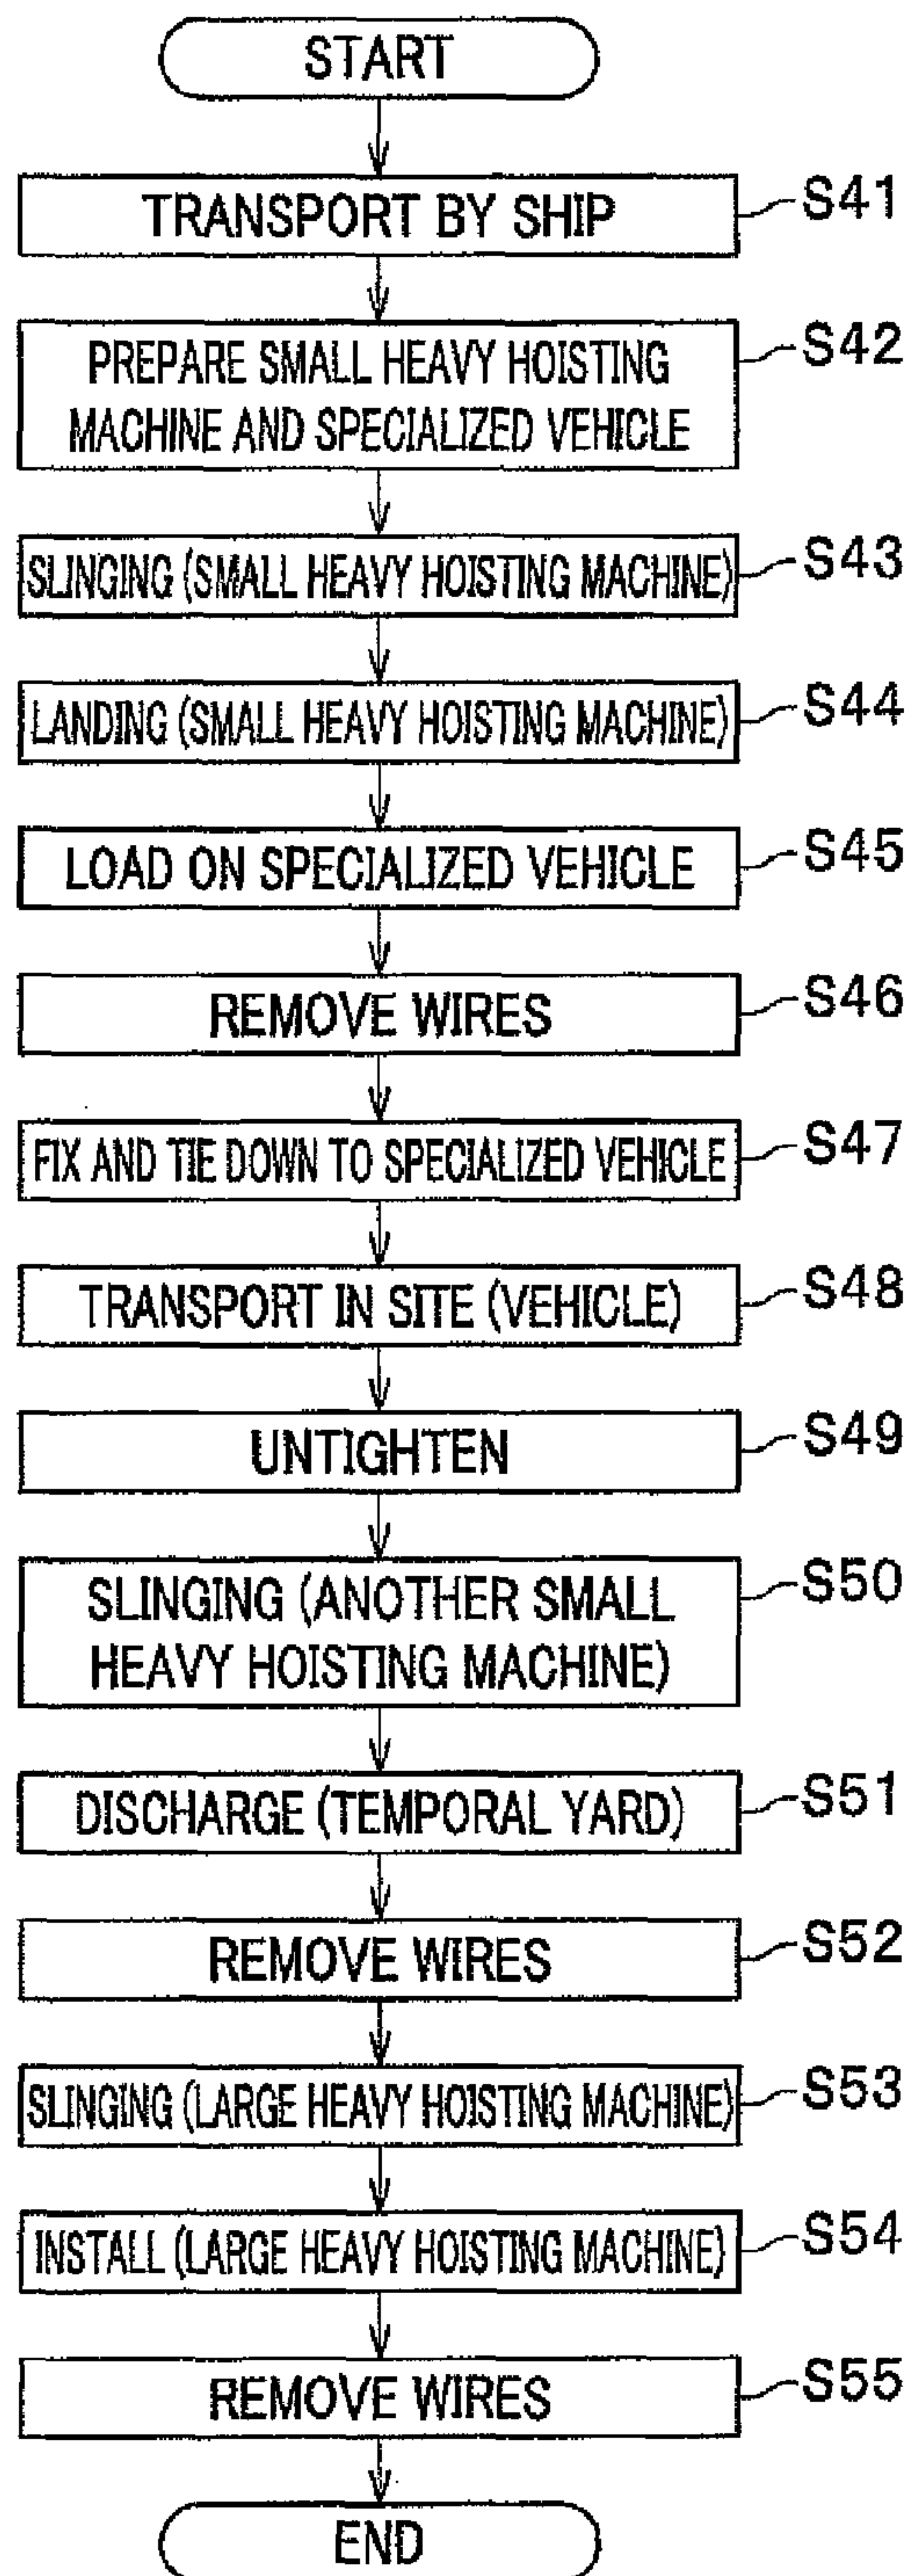 START
TRANSPORT BY SHIP
S41
PREPARE SMALL HEAVY HOISTING
MACHINE AND SPECIALIZED VEHICLE
S42
SLINGING (SMALL HEAVY HOISTING MACHINE)
S43
LANDING (SMALL HEAVY HOISTING MACHINE)
S44
LOAD ON SPECIALIZED VEHICLE
S45
REMOVE WIRES
S46
FIX AND TIE DOWN TO SPECIALIZED VEHICLE
S47
TRANSPORT IN SITE (VEHICLE)
S48
UNTIGHTEN
S49
SLINGING (ANOTHER SMALL
HEAVY HOISTING MACHINE)
S50
DISCHARGE (TEMPORAL YARD)
S51
REMOVE WIRES
S52
SLINGING (LARGE HEAVY HOISTING MACHINE)
S53
INSTALL (LARGE HEAVY HOISTING MACHINE)
S54
REMOVE WIRES
S55
END